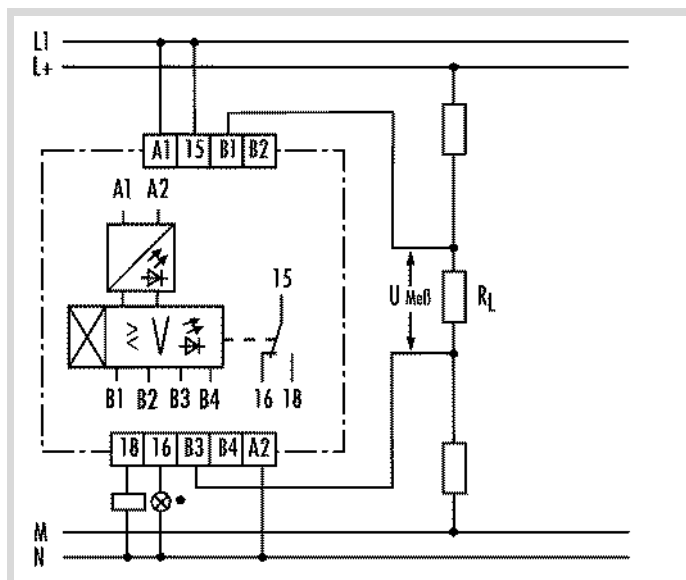 L1
L+
A1 15 B1 B2
A1 A2
15
U Meß
R_L
>< V
B1 B2 B3 B4
16 18
18 16 B3 B4 A2
M
N